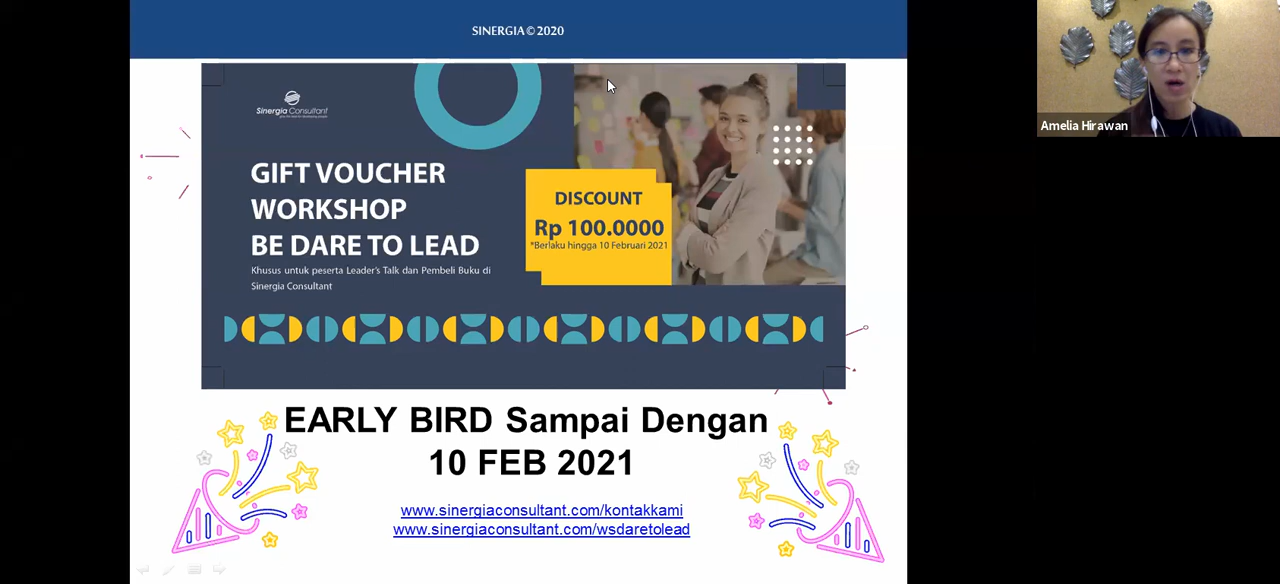 SINERGIA © 2020
Sinergia Consultant
GIFT VOUCHER
WORKSHOP
BE DARE TO LEAD
Khusus untuk peserta Leader's Talk dan Pembeli Buku di
Sinergia Consultant
DISCOUNT
Rp 100.0000
*Berlaku hingga 10 Februari 2021
EARLY BIRD Sampai Dengan
10 FEB 2021
www.sinergiaconsultant.com/kontakkami
www.sinergiaconsultant.com/wsdaretolead
Amelia Hirawan